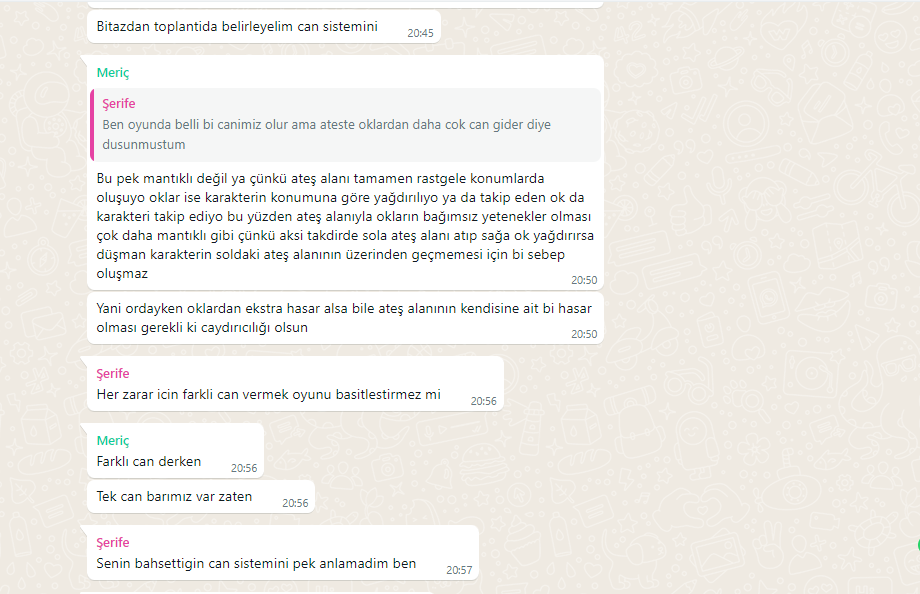 Bitazdan toplantida belirleyelim can sistemini
20:45
Meriç
Şerife
Ben oyunda belli bi canimiz olur ama ateste oklardan daha cok can gider diye
dusunmustum
Bu pek mantıklı değil ya çünkü ateş alanı tamamen rastgele konumlarda
oluşuyo oklar ise karakterin konumuna göre yağdırılıyo ya da takip eden ok da
karakteri takip ediyo bu yüzden ateş alanıyla okların bağımsız yetenekler olması
çok daha mantıklı gibi çünkü aksi takdirde sola ateş alanı atıp sağa ok yağdırırsa
düşman karakterin soldaki ateş alanının üzerinden geçmemesi için bi sebep
oluşmaz
20:50
Yani ordayken oklardan ekstra hasar alsa bile ateş alanının kendisine ait bi hasar
olması gerekli ki caydırıcılığı olsun
20:50
Şerife
Her zarar icin farkli can vermek oyunu basitlestirmez mi
20:56
Meriç
Farklı can derken
20:56
Tek can barımız var zaten
20:56
Şerife
Senin bahsettigin can sistemini pek anlamadim ben
20:57